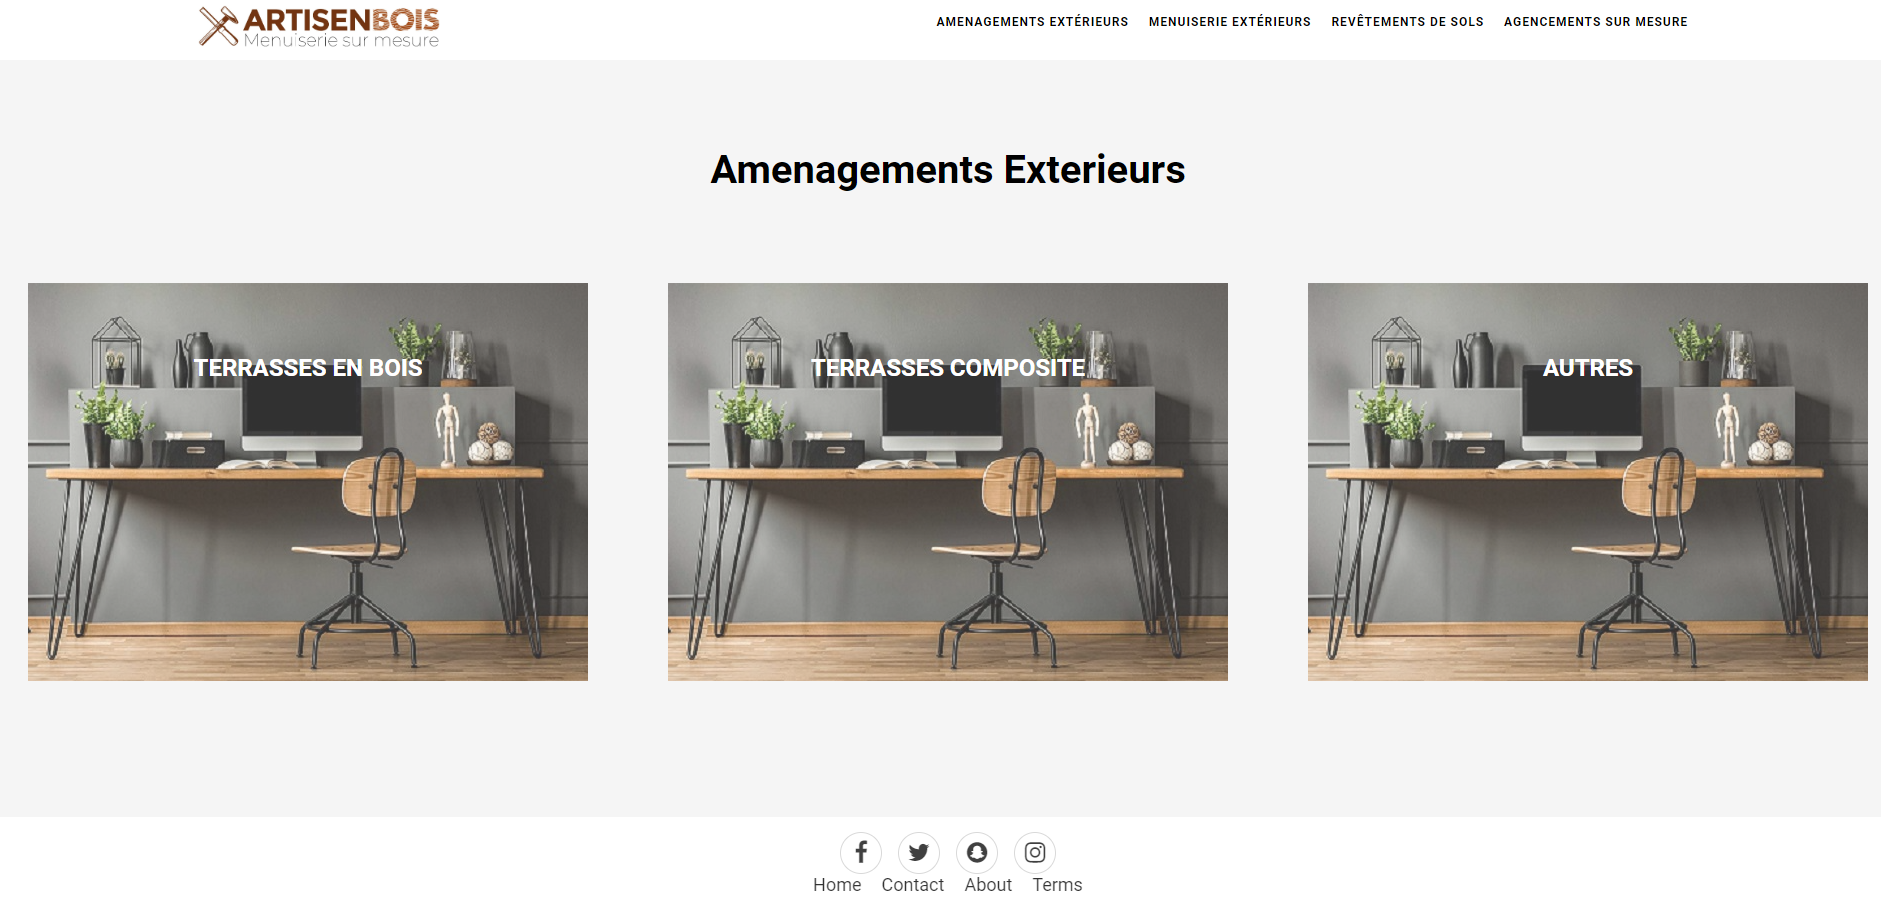 ARTISENBOIS
Menuiserie sur mesure
AMENAGEMENTS EXTÉRIEURS MENUISERIE EXTÉRIEURS REVÊTEMENTS DE SOLS AGENCEMENTS SUR MESURE
Amenagements Exterieurs
TERRASSES EN BOIS TERRASSES COMPOSITE AUTRES
Home Contact About Terms